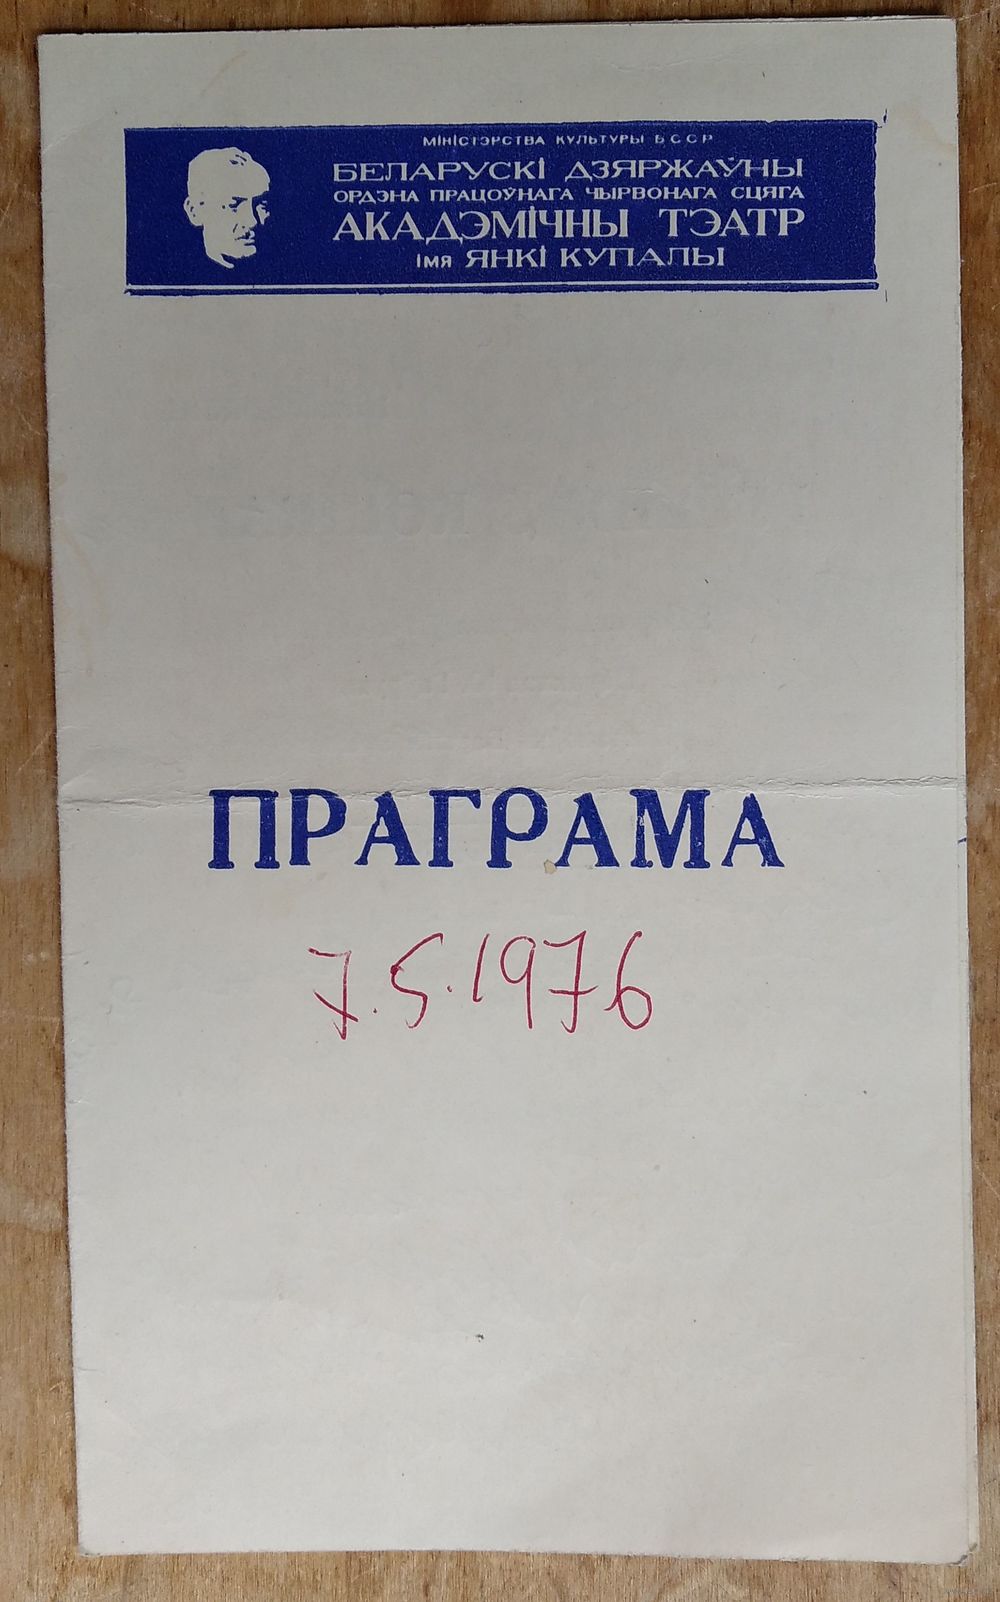 МІНІСТЭРСТВА КУЛЬТУРЫ БССР
БЕЛАРУСКІ ДЗЯРЖАЎНЫ
ОРДЭНА ПРАЦОЎНАГА ЧЫРВОНАГА СЦЯГА
АКАДЭМІЧНЫ ТЭАТР
ІМЯ ЯНКІ КУПАЛЫ
ПРАГРАМА
7.5.1976